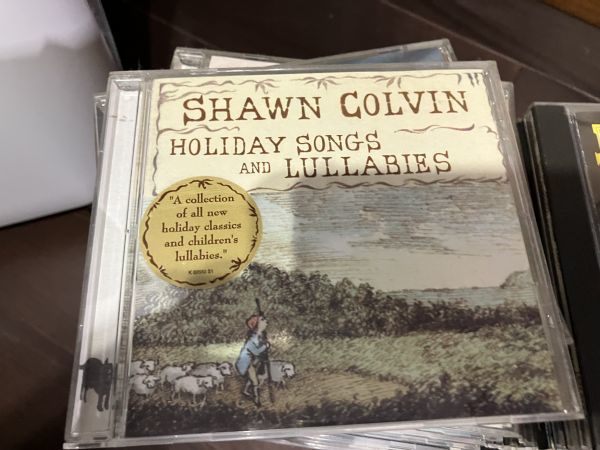 SHAWN COLVIN
HOLIDAY SONGS
AND LULLABIES
"A collection
of all new
holiday classics
and children's
lullabies."